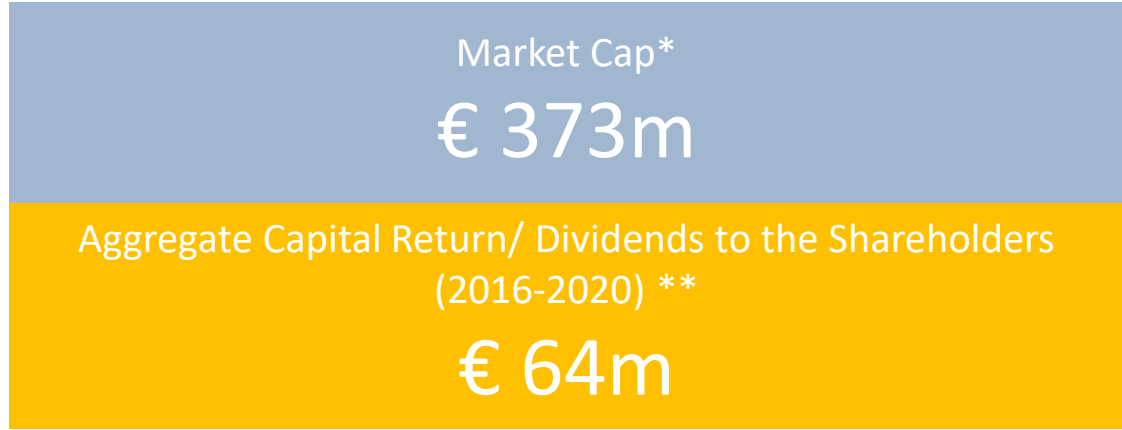 Market Cap*
€ 373m
Aggregate Capital Return/ Dividends to the Shareholders
(2016-2020) **
€ 64m